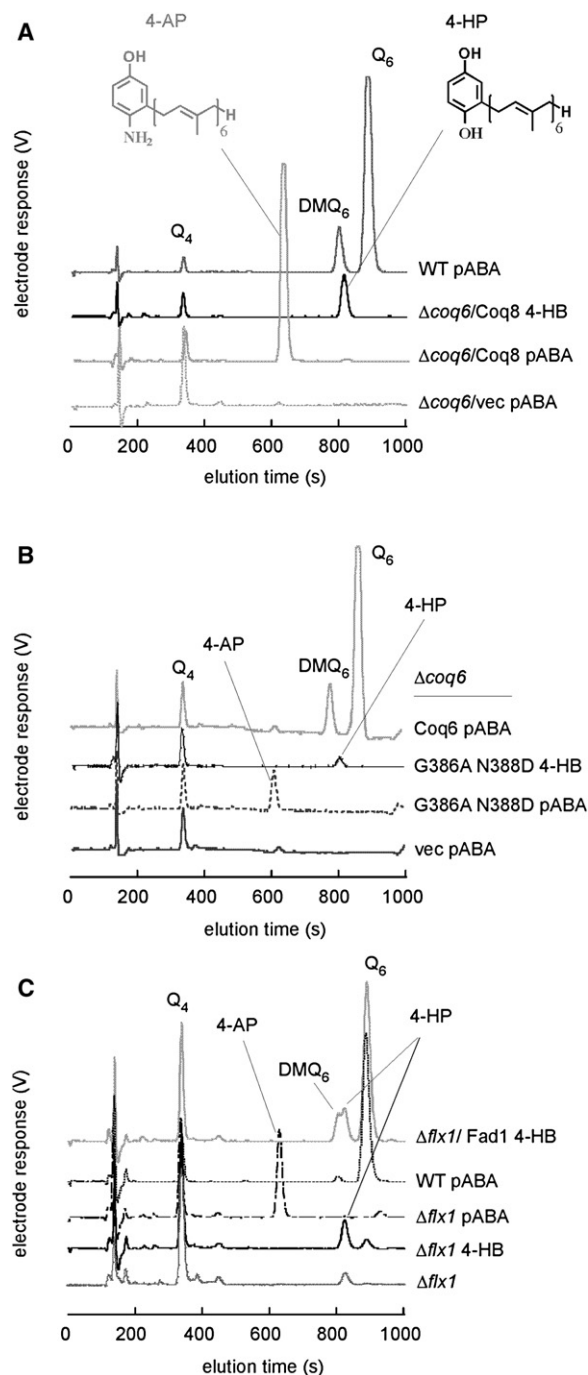 A
4-AP
4-HP
OH
NH2
6
H
Q6
OH
OH
6
H
DMQ6
Q4
WT pABA
Δcoq6/Coq8 4-HB
Δcoq6/Coq8 pABA
Δcoq6/vec pABA
electrode response (V)
0 200 400 600 800 1000
elution time (s)
B
Q6
4-HP
4-AP
Q4
DMQ6
Δcoq6
Coq6 pABA
G386A N388D 4-HB
G386A N388D pABA
vec pABA
electrode response (V)
0 200 400 600 800 1000
elution time (s)
C
Q6
Q4
4-HP
4-AP
DMQ6
Δflx1/ Fad1 4-HB
WT pABA
Δflx1 pABA
Δflx1 4-HB
Δflx1
electrode response (V)
0 200 400 600 800 1000
elution time (s)